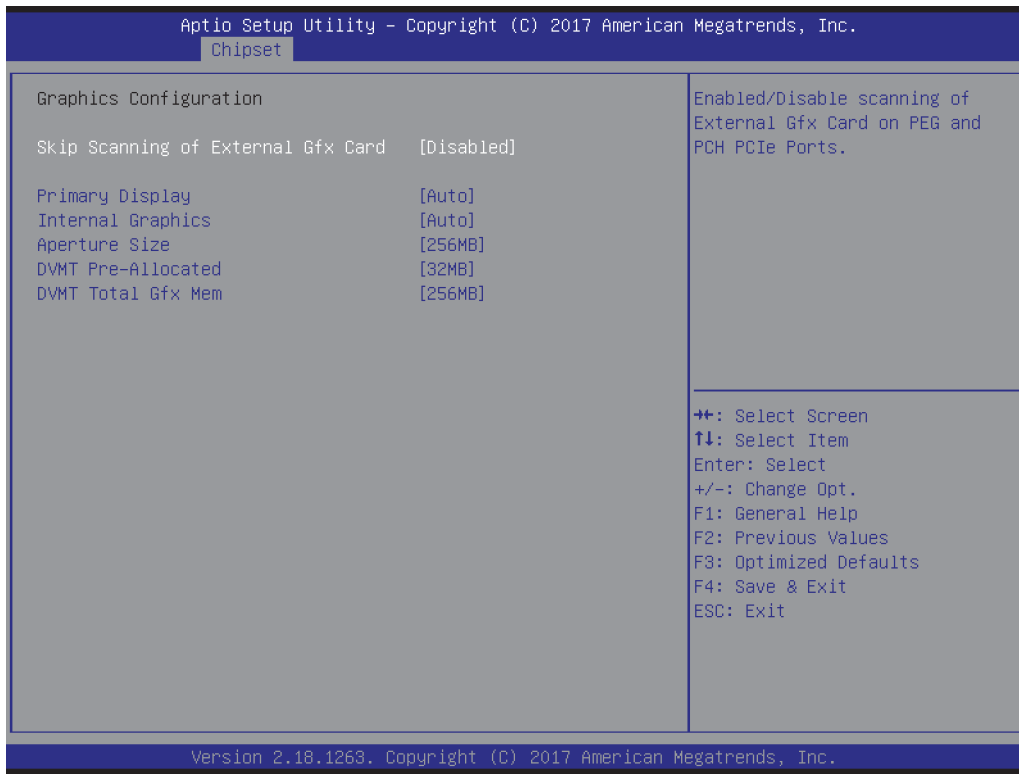 Aptio Setup Utility – Copyright (C) 2017 American Megatrends, Inc.
Chipset
Graphics Configuration
Skip Scanning of External Gfx Card [Disabled]
Primary Display [Auto]
Internal Graphics [Auto]
Aperture Size [256MB]
DVMT Pre-Allocated [32MB]
DVMT Total Gfx Mem [256MB]
Enabled/Disable scanning of
External Gfx Card on PEG and
PCH PCIe Ports.
→←: Select Screen
↑↓: Select Item
Enter: Select
+/-: Change Opt.
F1: General Help
F2: Previous Values
F3: Optimized Defaults
F4: Save & Exit
ESC: Exit
Version 2.18.1263. Copyright (C) 2017 American Megatrends, Inc.